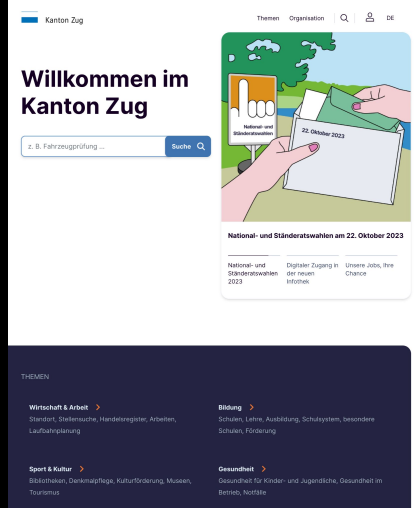 Kanton Zug
Themen Organisation DE
Willkommen im
Kanton Zug
z. B. Fahrzeugprüfung ... Suche
National- und
Ständeratswahlen
22. Oktober 2023
National- und Ständeratswahlen am 22. Oktober 2023
National- und
Ständeratswahlen
2023
Digitaler Zugang in
der neuen
Infothek
Unsere Jobs, Ihre
Chance
THEMEN
Wirtschaft & Arbeit
Standort, Stellensuche, Handelsregister, Arbeiten,
Laufbahnplanung
Bildung
Schulen, Lehre, Ausbildung, Schulsystem, besondere
Schulen, Förderung
Sport & Kultur
Bibliotheken, Denkmalpflege, Kulturförderung, Museen,
Tourismus
Gesundheit
Gesundheit für Kinder- und Jugendliche, Gesundheit im
Betrieb, Notfälle